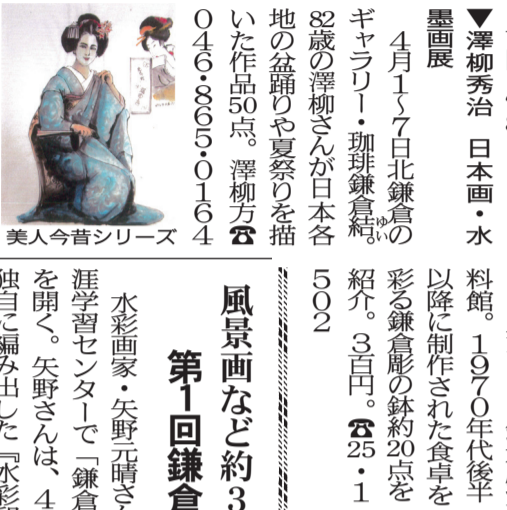 ▼澤柳秀治 日本画・水
墨画展
4月1〜7日北鎌倉の
ギャラリー・珈琲鎌倉結。
ゆい
82歳の澤柳さんが日本各
地の盆踊りや夏祭りを描
いた作品50点。澤柳方☎
046・865・0164
美人今昔シリーズ
料館。1970年代後半
以降に制作された食卓を
彩る鎌倉彫の鉢約20点を
紹介。3百円。☎25・1
502
風景画など約3
第1回鎌倉
水彩画家・矢野元晴さん
涯学習センターで「鎌倉
を開く。矢野さんは、4
独自に編み出した『水彩